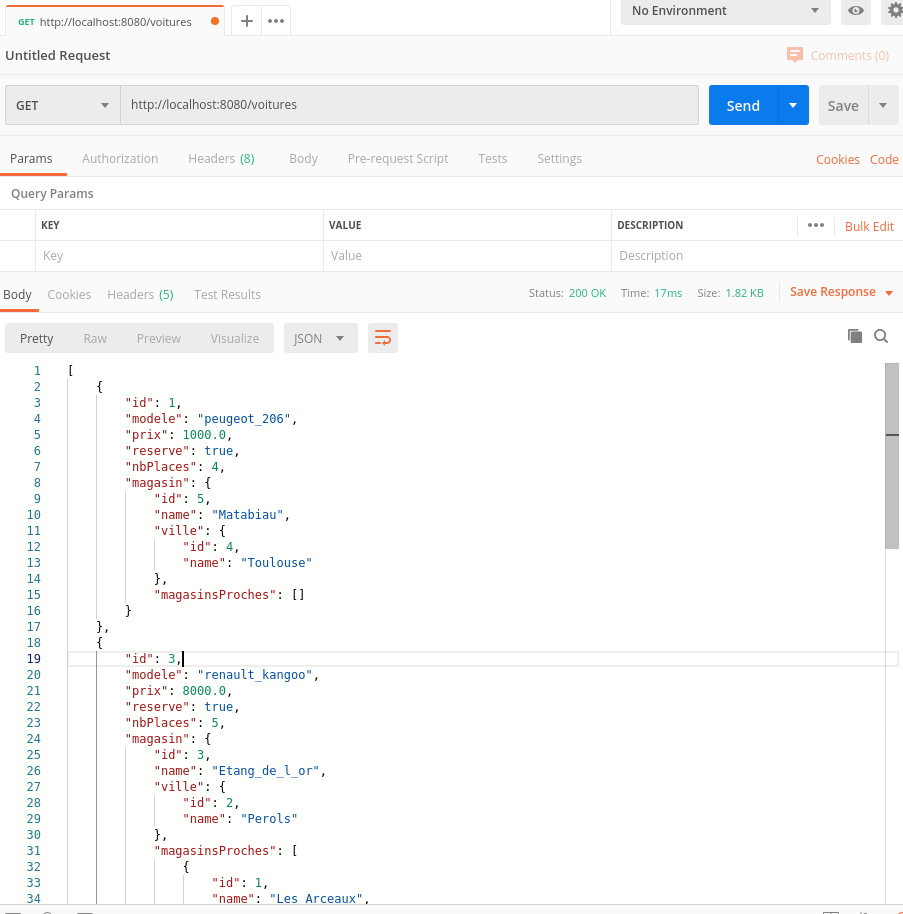 GET http://localhost:8080/voitures
No Environment
Untitled Request
Comments (0)
GET http://localhost:8080/voitures Send Save
Params Authorization Headers (8) Body Pre-request Script Tests Settings Cookies Code
Query Params
KEY VALUE DESCRIPTION ••• Bulk Edit
Key Value Description
Body Cookies Headers (5) Test Results Status: 200 OK Time: 17ms Size: 1.82 KB Save Response
Pretty Raw Preview Visualize JSON
1 [
2 {
3 "id": 1,
4 "modele": "peugeot_206",
5 "prix": 1000.0,
6 "reserve": true,
7 "nbPlaces": 4,
8 "magasin": {
9 "id": 5,
10 "name": "Matabiau",
11 "ville": {
12 "id": 4,
13 "name": "Toulouse"
14 },
15 "magasinsProches": []
16 }
17 },
18 {
19 "id": 3,
20 "modele": "renault_kangoo",
21 "prix": 8000.0,
22 "reserve": true,
23 "nbPlaces": 5,
24 "magasin": {
25 "id": 3,
26 "name": "Etang_de_l_or",
27 "ville": {
28 "id": 2,
29 "name": "Perols"
30 },
31 "magasinsProches": [
32 {
33 "id": 1,
34 "name": "Les Arceaux",